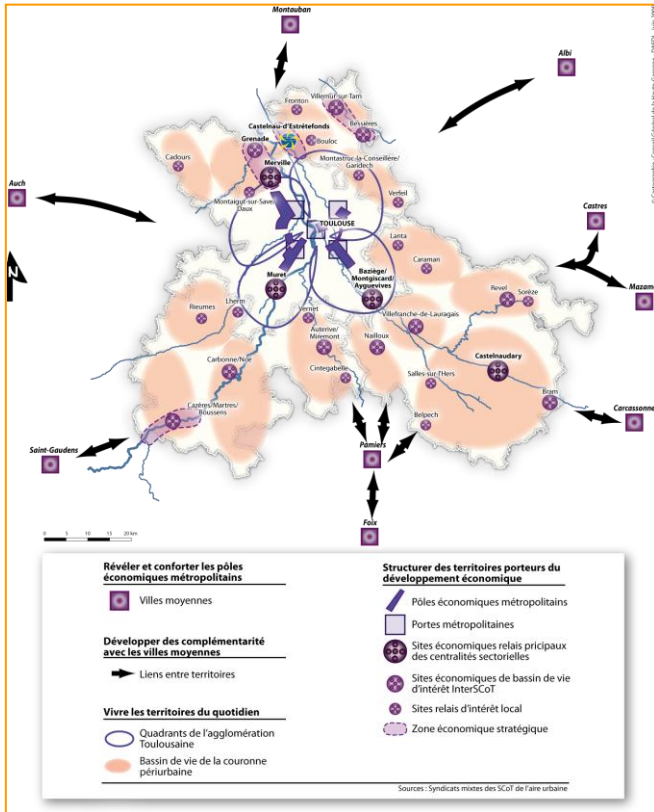 Montauban
Albi
Villemur-sur-Tarn
Fronton
Bessières
Castelnau-d'Estrétefonds
Bouloc
Grenade
Cadours
Merville
Montastruc-la-Conseillère/
Garidech
Auch
Montaigut-sur-Save/
Daux
Verfeil
TOULOUSE
Castres
Lanta
Caraman
N
Muret
Baziège/
Montgiscard/
Ayguevives
Mazam
Revel
Sorèze
Rieumes
Lherm
Vernet
Villefranche-de-Lauragais
Auterive/
Miremont
Nailloux
Carbonne/Noé
Castelnaudary
Cintegabelle
Salles-sur-l'Hers
Cazères/Martres/
Boussens
Bram
Belpech
Carcassonne
Saint-Gaudens
Pamiers
Foix
0 5 10 15 20 km
Révéler et conforter les pôles
économiques métropolitains
Villes moyennes
Développer des complémentarité
avec les villes moyennes
Liens entre territoires
Vivre les territoires du quotidien
Quadrants de l'agglomération
Toulousaine
Bassin de vie de la couronne
périurbaine
Structurer des territoires porteurs du
développement économique
Pôles économiques métropolitains
Portes métropolitaines
Sites économiques relais pricipaux
des centralités sectorielles
Sites économiques de bassin de vie
d'intérêt InterSCoT
Sites relais d'intérêt local
Zone économique stratégique
Sources : Syndicats mixtes des SCoT de l'aire urbaine